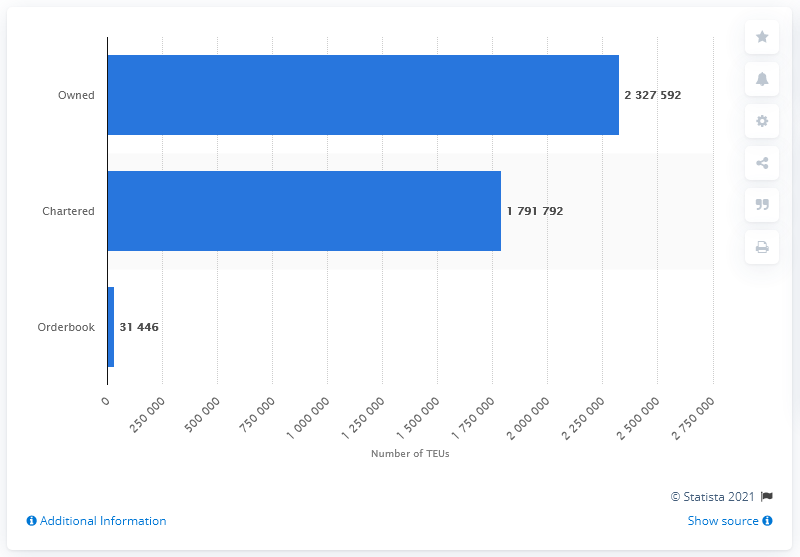 Owned
2 327 592
Chartered
1 791 792
Orderbook
31 446
0
250 000
500 000
750 000
1 000 000
1 250 000
1 500 000
1 750 000
2 000 000
2 250 000
2 500 000
2 750 000
Number of TEUs
© Statista 2021
Additional Information
Show source